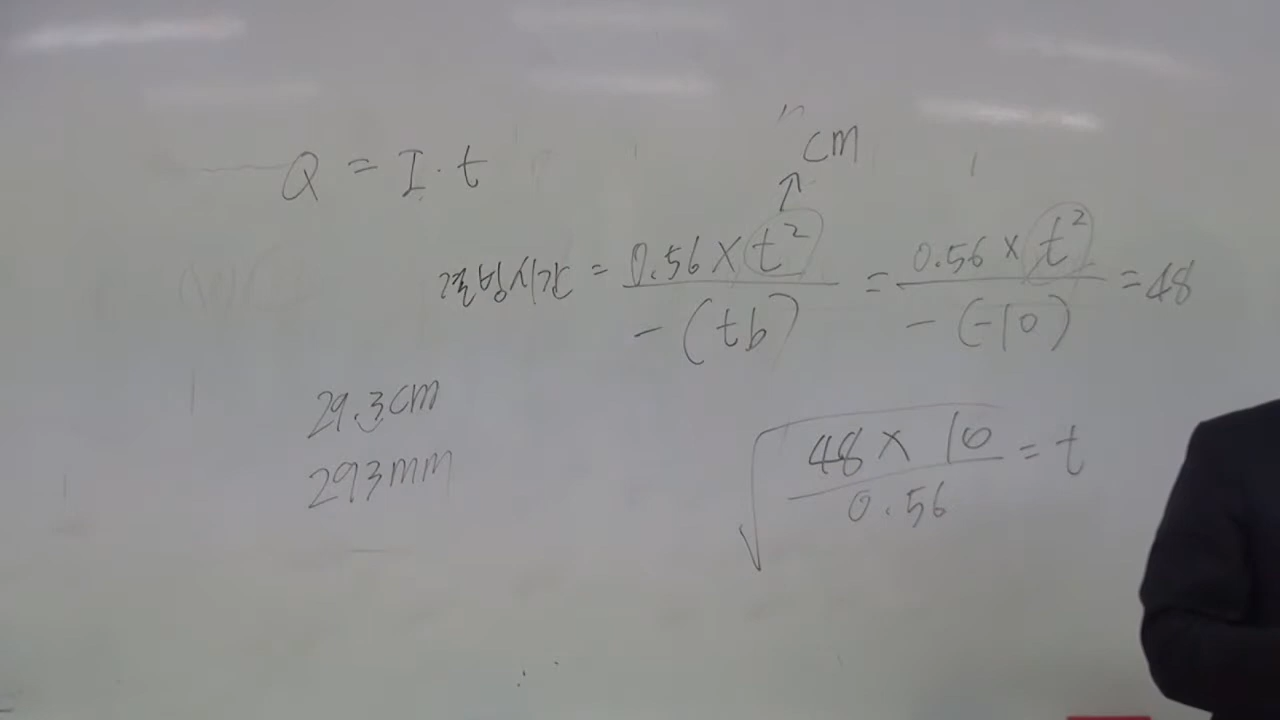 Q = I · t
cm
결빙시간 = 0.56 × t² / -(tb) = 0.56 × t² / -(-10) = 48
29.3cm
293mm
√(48 × 10 / 0.56) = t